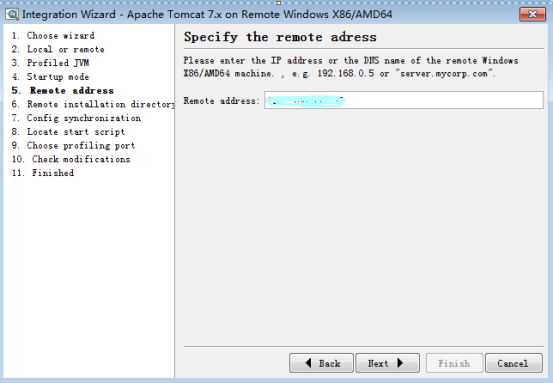 Integration Wizard - Apache Tomcat 7.x on Remote Windows X86/AMD64
1. Choose wizard
2. Local or remote
3. Profiled JVM
4. Startup mode
5. Remote address
6. Remote installation directory
7. Config synchronization
8. Locate start script
9. Choose profiling port
10. Check modifications
11. Finished
Specify the remote adress
Please enter the IP address or the DNS name of the remote Windows
X86/AMD64 machine. , e.g. 192.168.0.5 or "server.mycorp.com".
Remote address:
Back
Next
Finish
Cancel